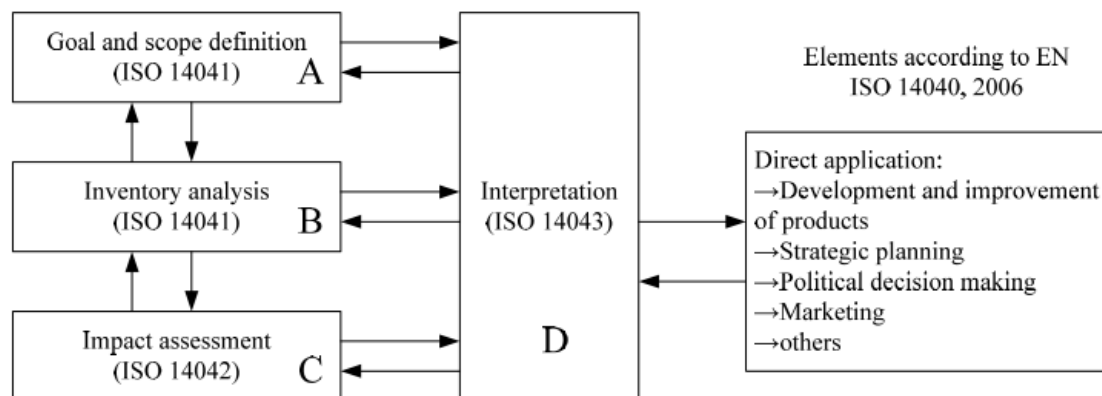 Goal and scope definition
(ISO 14041)
A
Inventory analysis
(ISO 14041)
B
Impact assessment
(ISO 14042)
C
Interpretation
(ISO 14043)
D
Elements according to EN
ISO 14040, 2006
Direct application:
→Development and improvement
of products
→Strategic planning
→Political decision making
→Marketing
→others